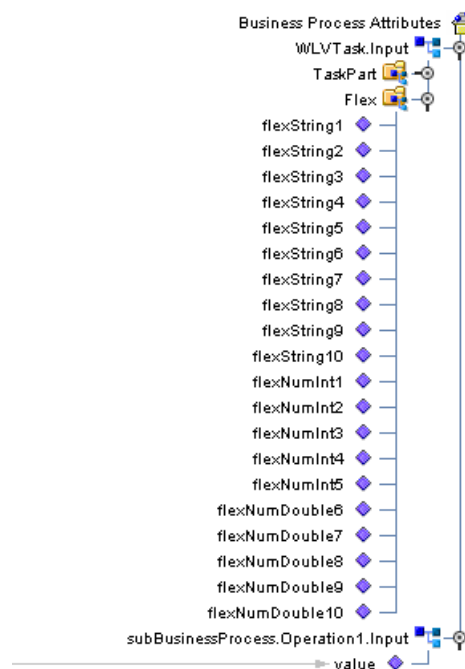 Business Process Attributes
WLVTask.Input
TaskPart
Flex
flexString1
flexString2
flexString3
flexString4
flexString5
flexString6
flexString7
flexString8
flexString9
flexString10
flexNumInt1
flexNumInt2
flexNumInt3
flexNumInt4
flexNumInt5
flexNumDouble6
flexNumDouble7
flexNumDouble8
flexNumDouble9
flexNumDouble10
subBusinessProcess.Operation1.Input
value